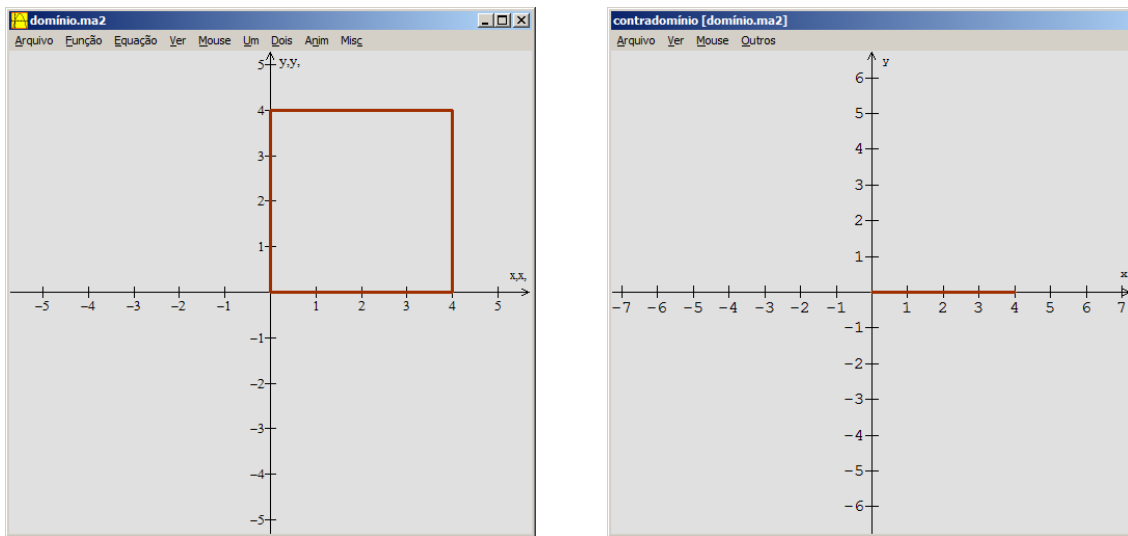 domínio.ma2
Arquivo Função Equação Ver Mouse Um Dois Anim Misc
y,y,
5
4
3
2
1
x,x,
-5 -4 -3 -2 -1 1 2 3 4 5
-1
-2
-3
-4
-5
contradomínio [domínio.ma2]
Arquivo Ver Mouse Outros
y
6
5
4
3
2
1
x
-7 -6 -5 -4 -3 -2 -1 1 2 3 4 5 6 7
-1
-2
-3
-4
-5
-6